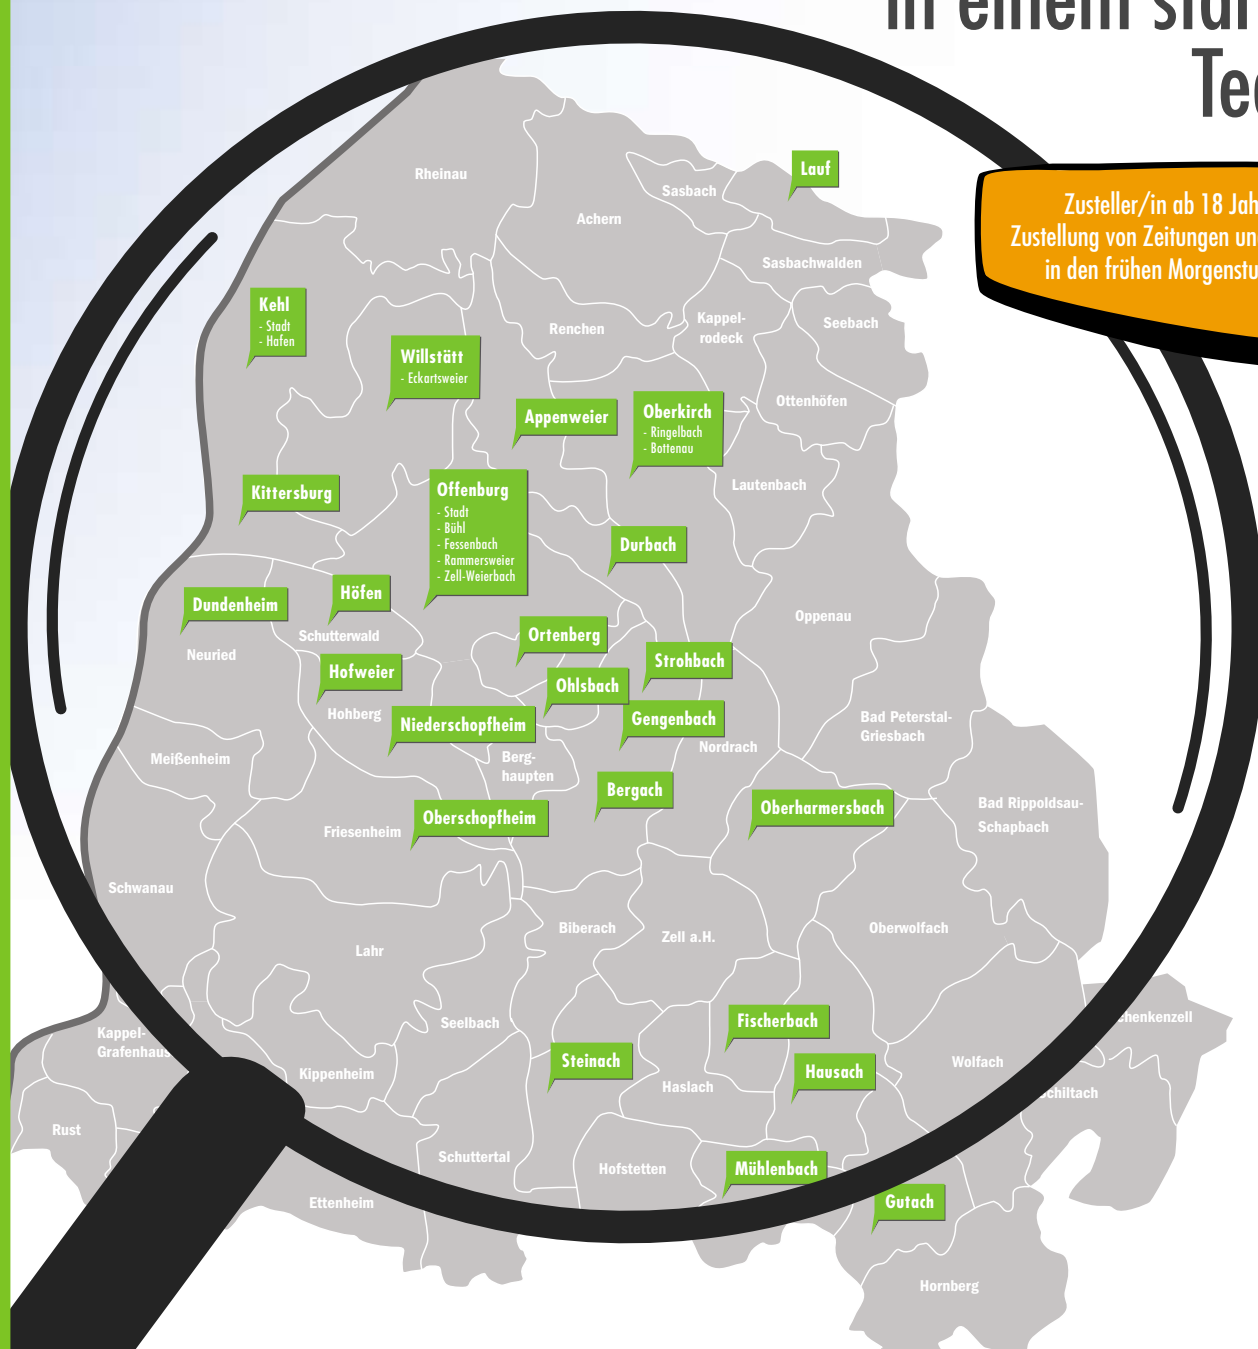 in einem
Zusteller/in ab 18
Zustellung von Zeitungen
in den frühen
Lauf
Rheinau
Sasbach
Achern
Sasbachwalden
Kehl
- Stadt
- Hafen
Renchen
Kappel-
rodeck
Seebach
Willstätt
- Eckartsweier
Appenweier
Oberkirch
- Ringelbach
- Bottenau
Ottenhöfen
Kittersburg
Offenburg
- Stadt
- Bühl
- Fessenbach
- Rammersweier
- Zell-Weierbach
Lautenbach
Durbach
Dundenheim
Höfen
Schutterwald
Neuried
Ortenberg
Oppenau
Hofweier
Strohbach
Ohlsbach
Hohberg
Niederschopfheim
Gengenbach
Nordrach
Bad Peterstal-
Griesbach
Meißenheim
Berg-
haupten
Bergach
Oberharmersbach
Bad Rippoldsau-
Schapbach
Friesenheim
Oberschopfheim
Schwanau
Lahr
Biberach
Zell a.H.
Oberwolfach
Kappel-
Seelbach
Fischerbach
Kippenheim
Steinach
Haslach
Hausach
Wolfach
Rust
Schuttertal
Hofstetten
Mühlenbach
Ettenheim
Gutach
Hornberg